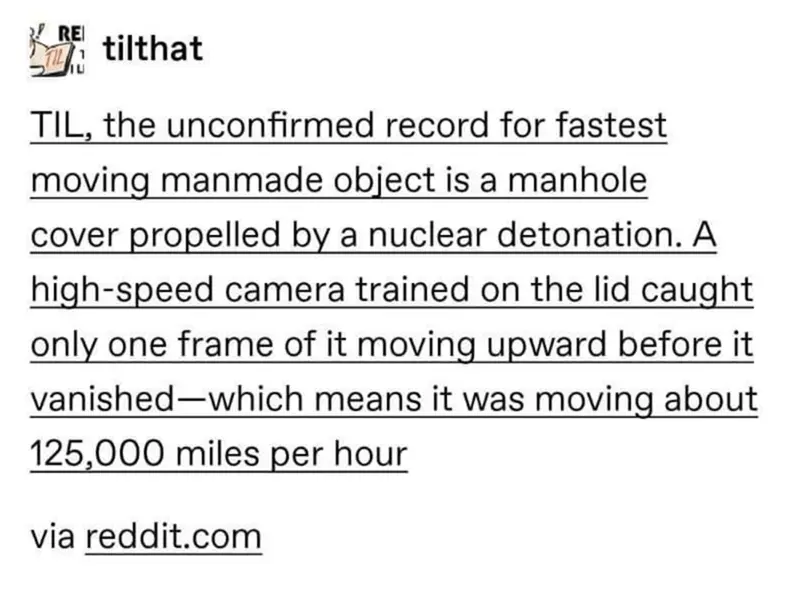 RE
TIL
tilthat
TIL, the unconfirmed record for fastest
moving manmade object is a manhole
cover propelled by a nuclear detonation. A
high-speed camera trained on the lid caught
only one frame of it moving upward before it
vanished—which means it was moving about
125,000 miles per hour
via reddit.com